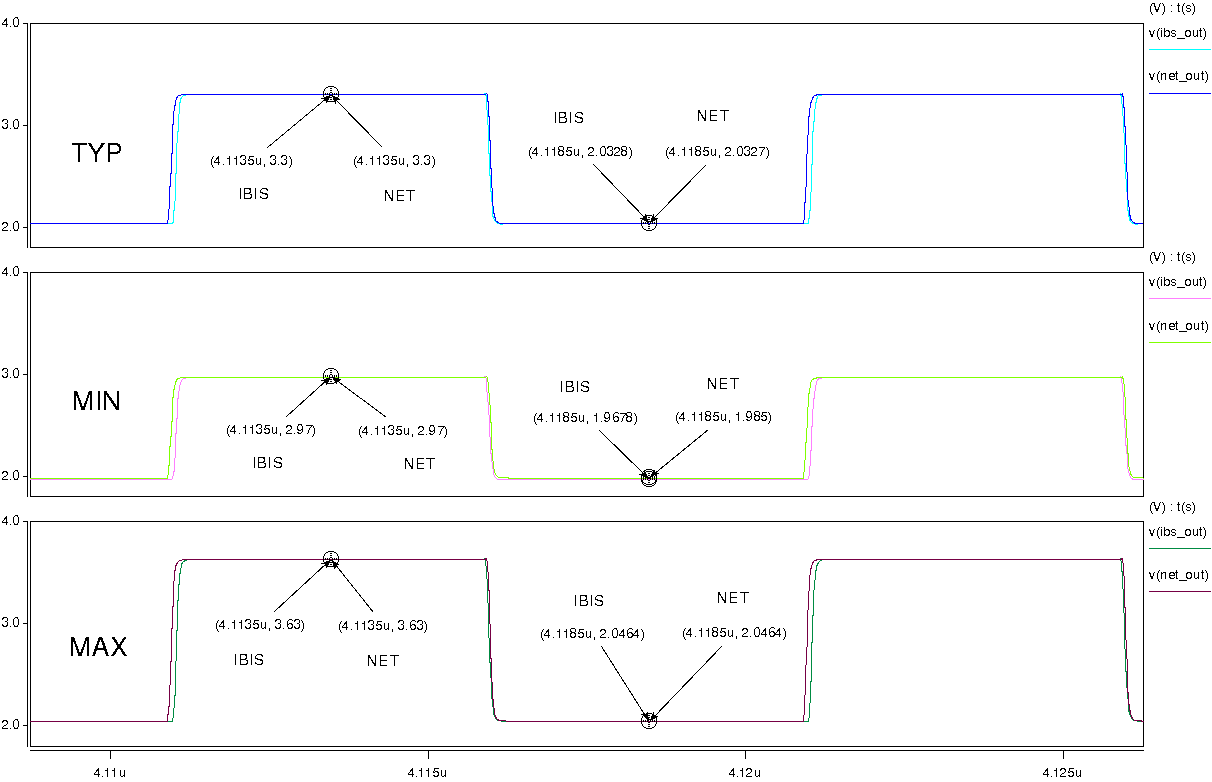 (V) : t(s)
4.0
v(ibs_out)
v(net_out)
IBIS NET
3.0
TYP
(4.1135u, 3.3) (4.1135u, 3.3) (4.1185u, 2.0328) (4.1185u, 2.0327)
IBIS NET
2.0
(V) : t(s)
4.0
v(ibs_out)
v(net_out)
3.0
IBIS NET
MIN
(4.1135u, 2.97) (4.1135u, 2.97) (4.1185u, 1.9678) (4.1185u, 1.985)
IBIS NET
2.0
(V) : t(s)
4.0
v(ibs_out)
v(net_out)
IBIS NET
3.0
(4.1135u, 3.63) (4.1135u, 3.63) (4.1185u, 2.0464) (4.1185u, 2.0464)
MAX
IBIS NET
2.0
4.11u 4.115u 4.12u 4.125u